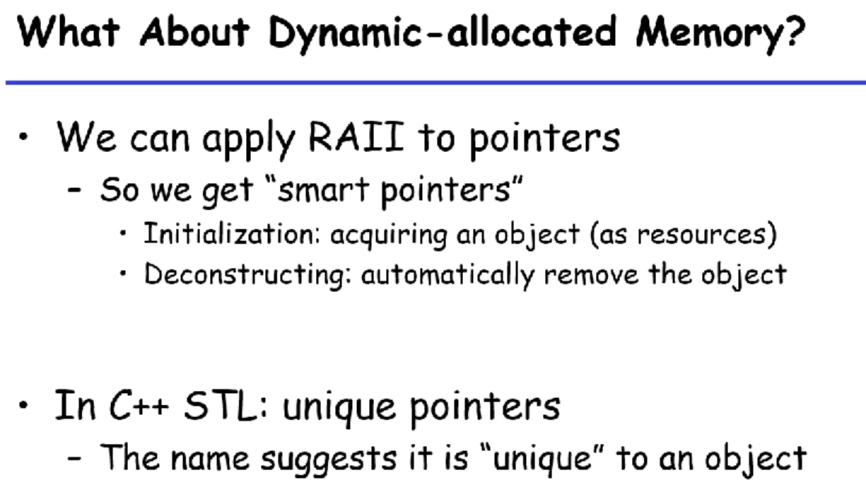 What About Dynamic-allocated Memory?
• We can apply RAII to pointers
– So we get “smart pointers”
• Initialization: acquiring an object (as resources)
• Deconstructing: automatically remove the object
• In C++ STL: unique pointers
– The name suggests it is “unique” to an object